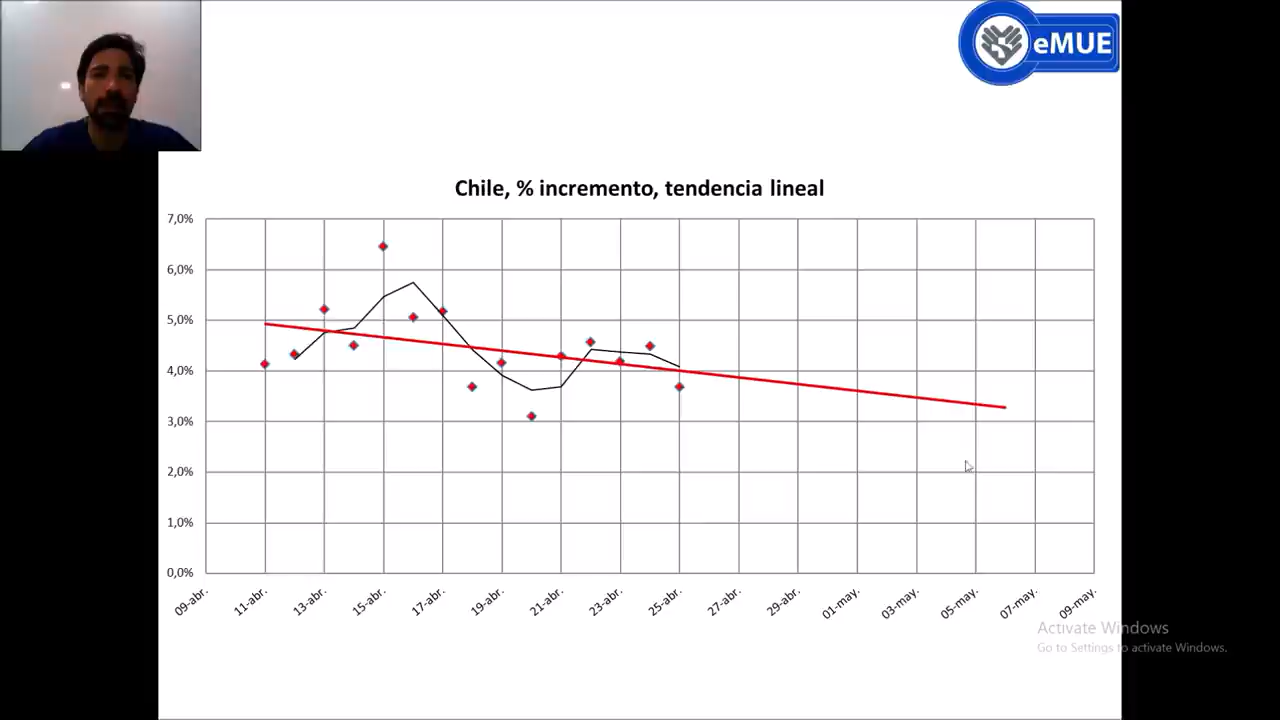 eMUE
Chile, % incremento, tendencia lineal
7,0%
6,0%
5,0%
4,0%
3,0%
2,0%
1,0%
0,0%
09-abr.
11-abr.
13-abr.
15-abr.
17-abr.
19-abr.
21-abr.
23-abr.
25-abr.
27-abr.
29-abr.
01-may.
03-may.
05-may.
07-may.
09-may.
Activate Windows
Go to Settings to activate Windows.